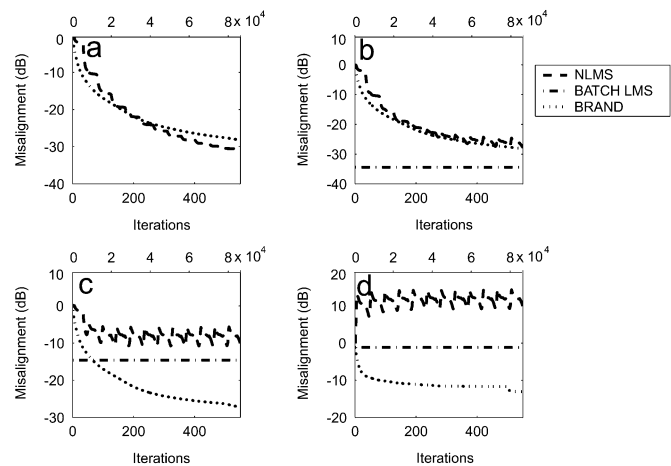 0 2 4 6 8 x 10^4
0 2 4 6 8 x 10^4
a
b
0
-10
-20
-30
-40
Misalignment (dB)
10
0
-10
-20
-30
-40
Misalignment (dB)
NLMS
BATCH LMS
BRAND
0 200 400
0 200 400
Iterations
Iterations
0 2 4 6 8 x 10^4
0 2 4 6 8 x 10^4
c
d
10
0
-10
-20
-30
Misalignment (dB)
20
10
0
-10
-20
Misalignment (dB)
0 200 400
0 200 400
Iterations
Iterations